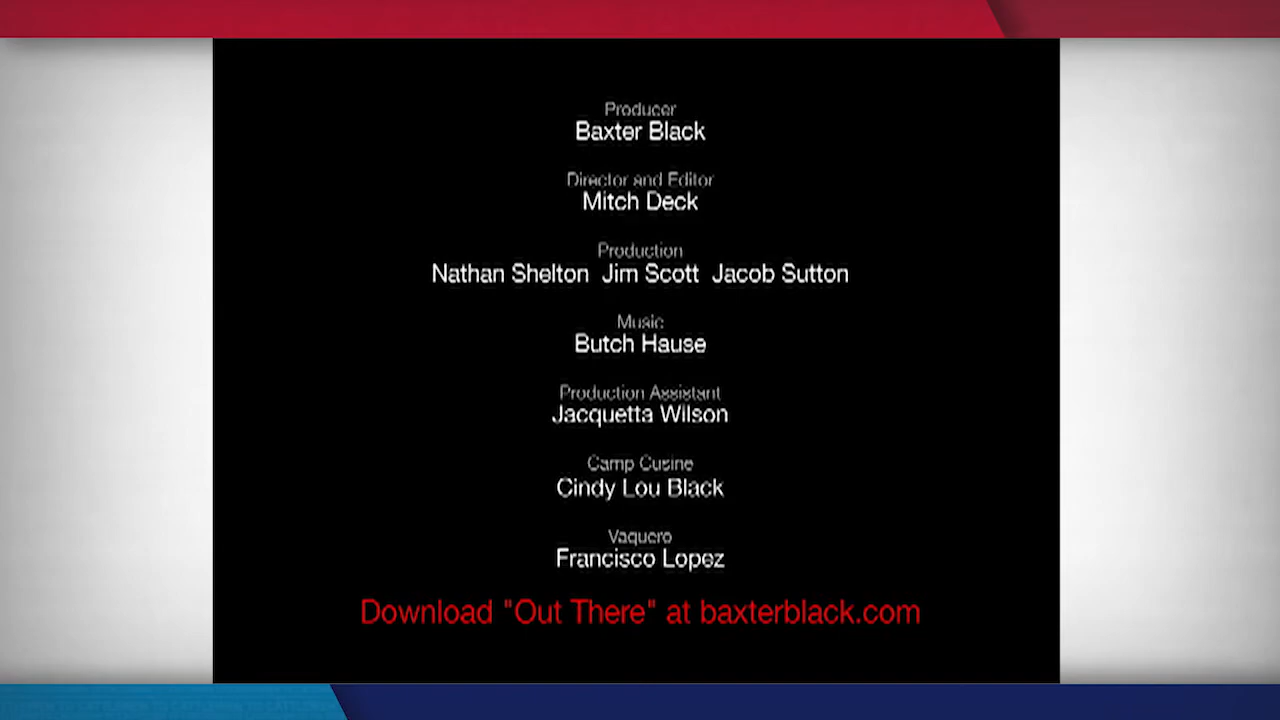 Producer
Baxter Black
Director and Editor
Mitch Deck
Production
Nathan Shelton  Jim Scott  Jacob Sutton
Music
Butch Hause
Production Assistant
Jacquetta Wilson
Camp Cusine
Cindy Lou Black
Vaquero
Francisco Lopez
Download "Out There" at baxterblack.com